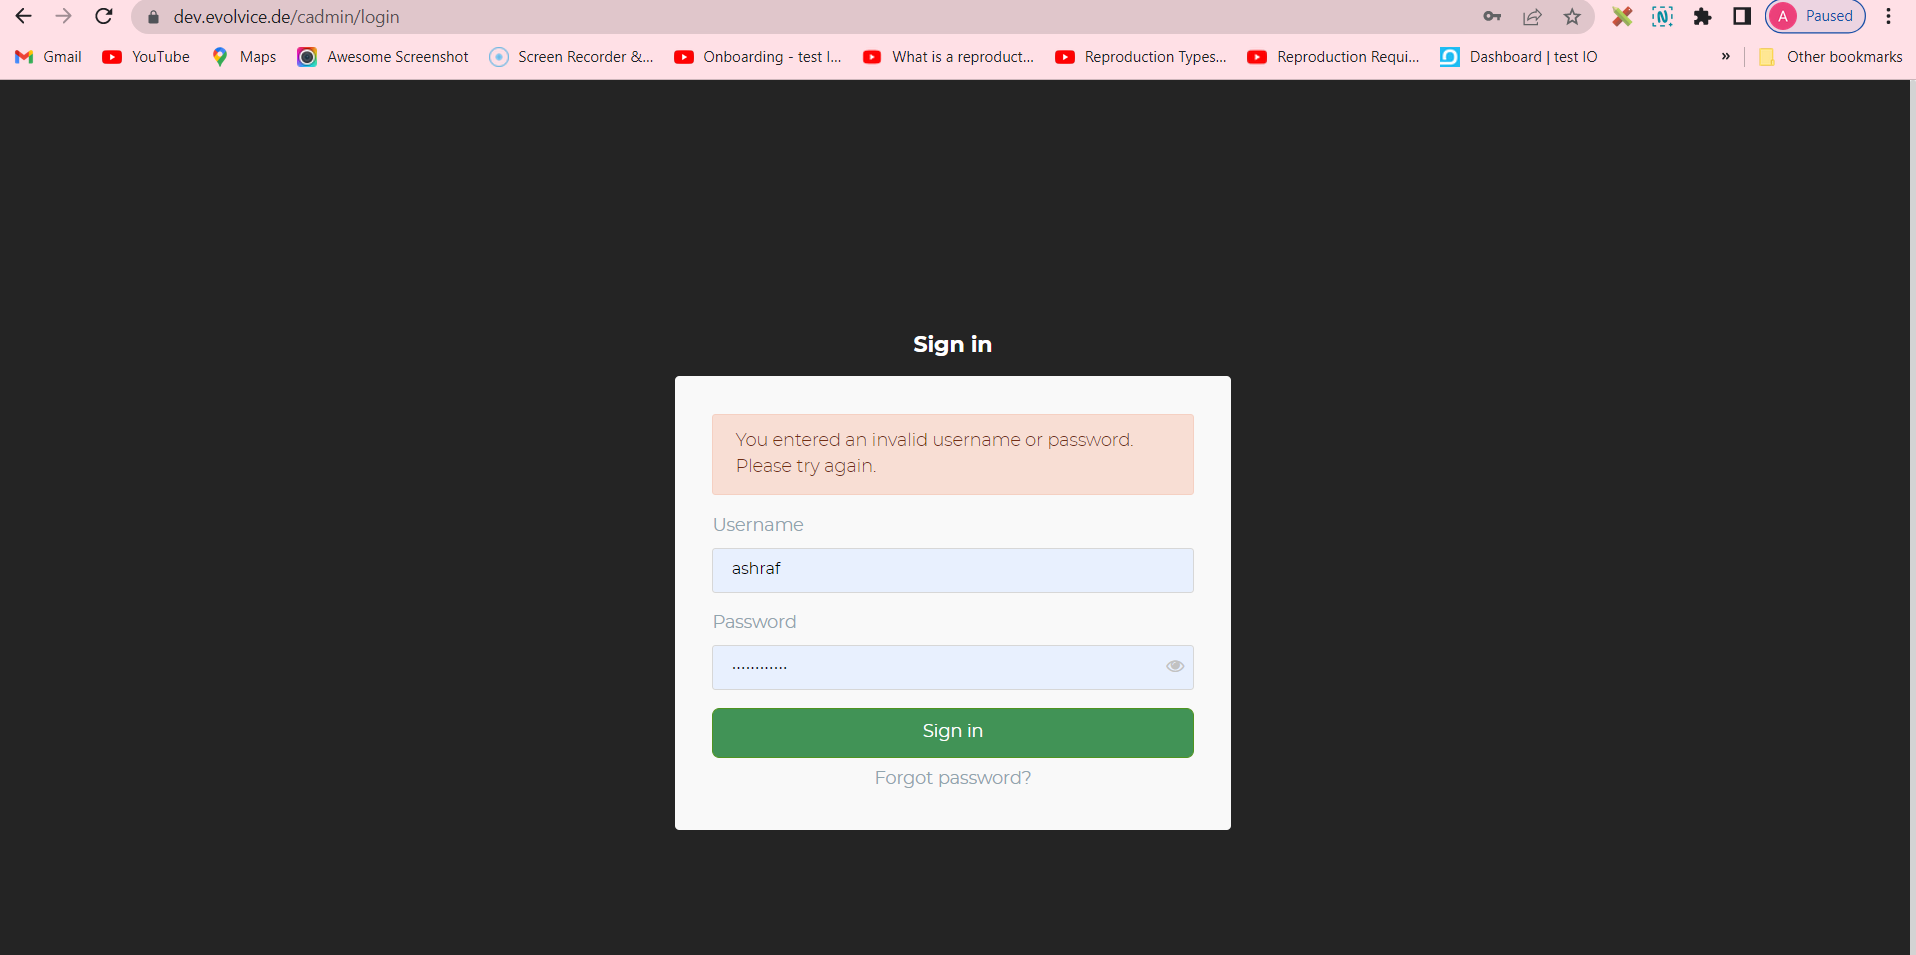 dev.evolvice.de/cadmin/login
A Paused
Gmail YouTube Maps Awesome Screenshot Screen Recorder &... Onboarding - test I... What is a reproduct... Reproduction Types... Reproduction Requi... Dashboard | test IO » Other bookmarks
Sign in
You entered an invalid username or password.
Please try again.
Username
ashraf
Password
............
Sign in
Forgot password?